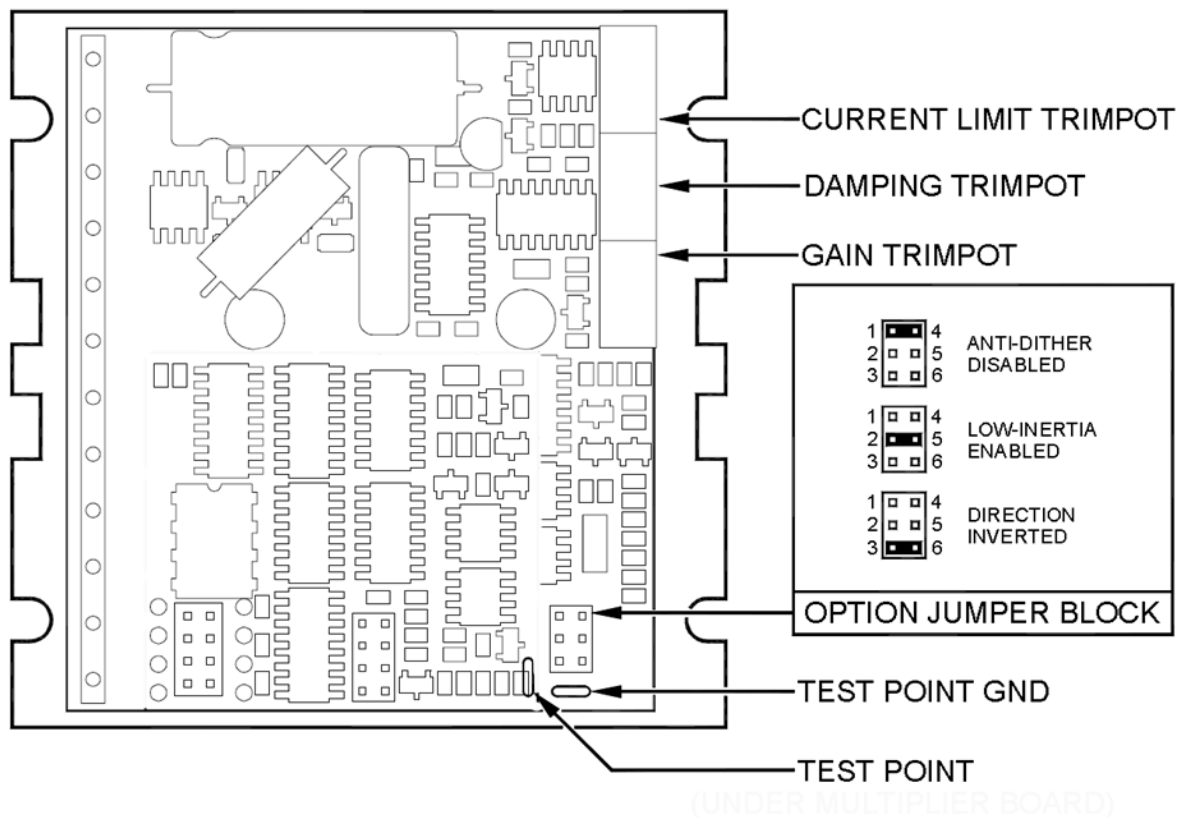 CURRENT LIMIT TRIMPOT
DAMPING TRIMPOT
GAIN TRIMPOT
1 4
2 5
3 6
ANTI-DITHER
DISABLED
1 4
2 5
3 6
LOW-INERTIA
ENABLED
1 4
2 5
3 6
DIRECTION
INVERTED
OPTION JUMPER BLOCK
TEST POINT GND
TEST POINT
(UNDER MULTIPLIER BOARD)